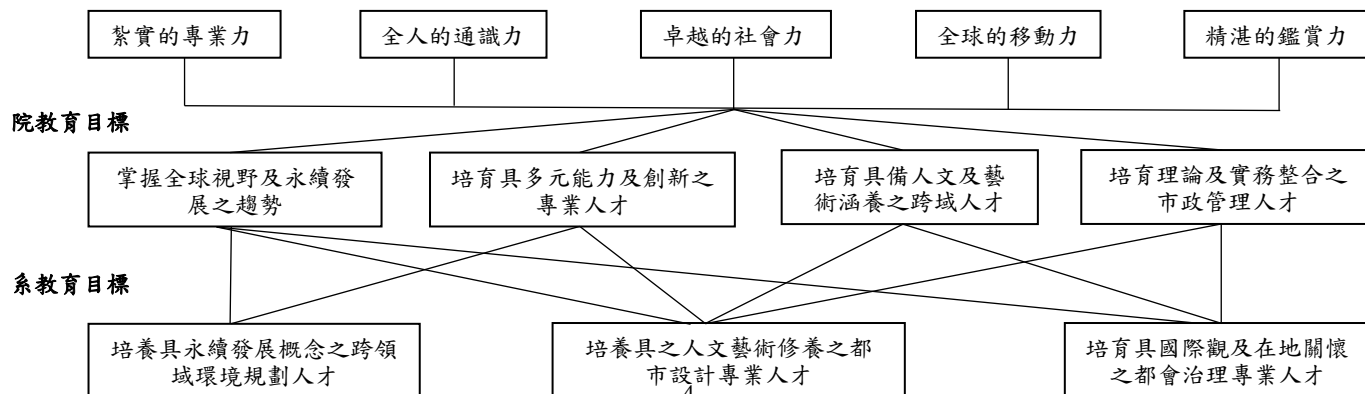 紮實的專業力
全人的通識力
卓越的社會力
全球的移動力
精湛的鑑賞力
院教育目標
掌握全球視野及永續發
展之趨勢
培育具多元能力及創新之
專業人才
培育具備人文及藝
術涵養之跨域人才
培育理論及實務整合之
市政管理人才
系教育目標
培養具永續發展概念之跨領
域環境規劃人才
培養具之人文藝術修養之都
市設計專業人才
培育具國際觀及在地關懷
之都會治理專業人才
4